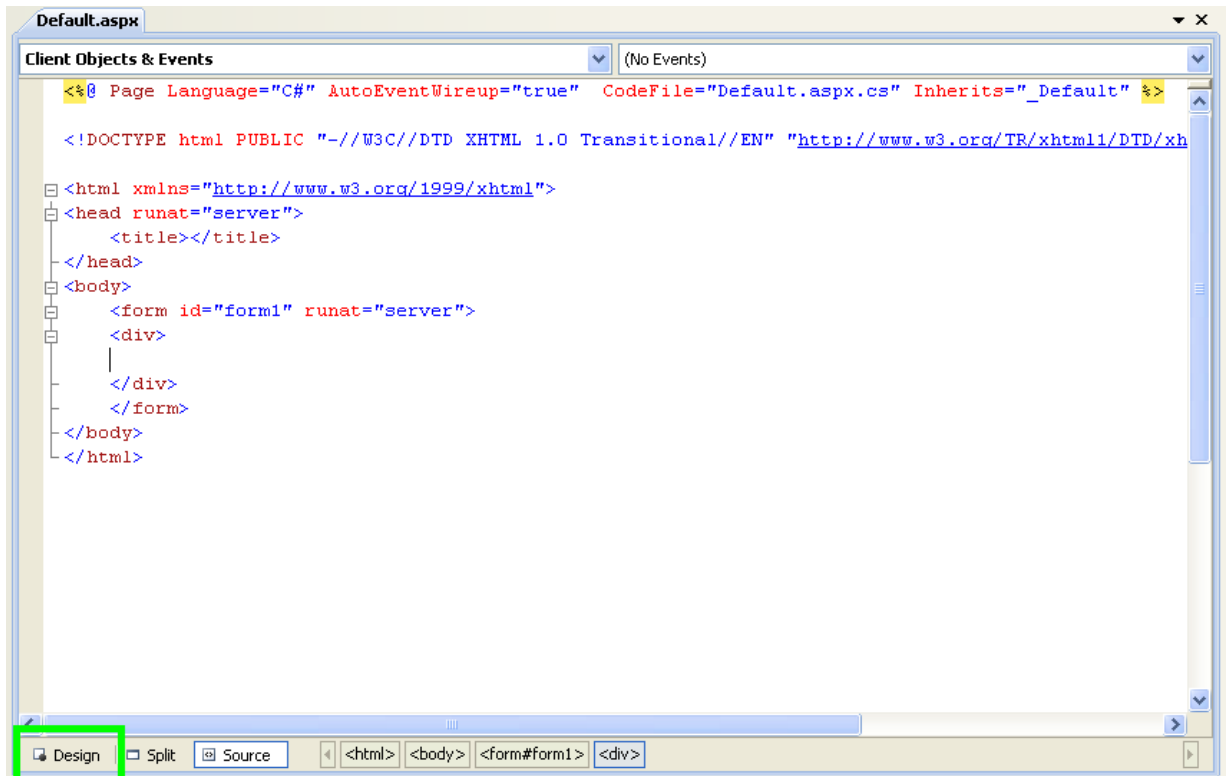 Default.aspx
Client Objects & Events (No Events)
<%@ Page Language="C#" AutoEventWireup="true"  CodeFile="Default.aspx.cs" Inherits="_Default" %>
<!DOCTYPE html PUBLIC "-//W3C//DTD XHTML 1.0 Transitional//EN" "http://www.w3.org/TR/xhtml1/DTD/xh
<html xmlns="http://www.w3.org/1999/xhtml">
<head runat="server">
<title></title>
</head>
<body>
<form id="form1" runat="server">
<div>
</div>
</form>
</body>
</html>
Design Split Source <html> <body> <form#form1> <div>